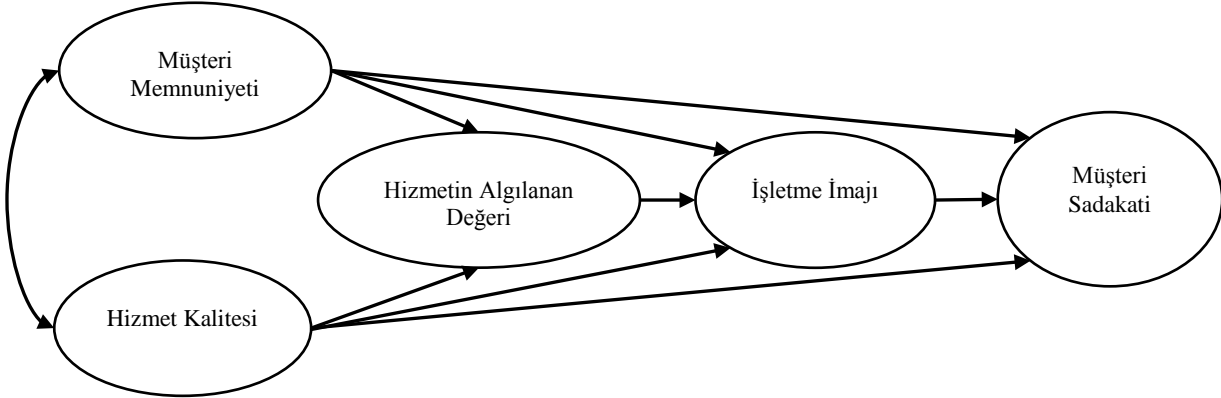 Müşteri
Memnuniyeti
Hizmetin Algılanan
Değeri
İşletme İmajı
Müşteri
Sadakati
Hizmet Kalitesi